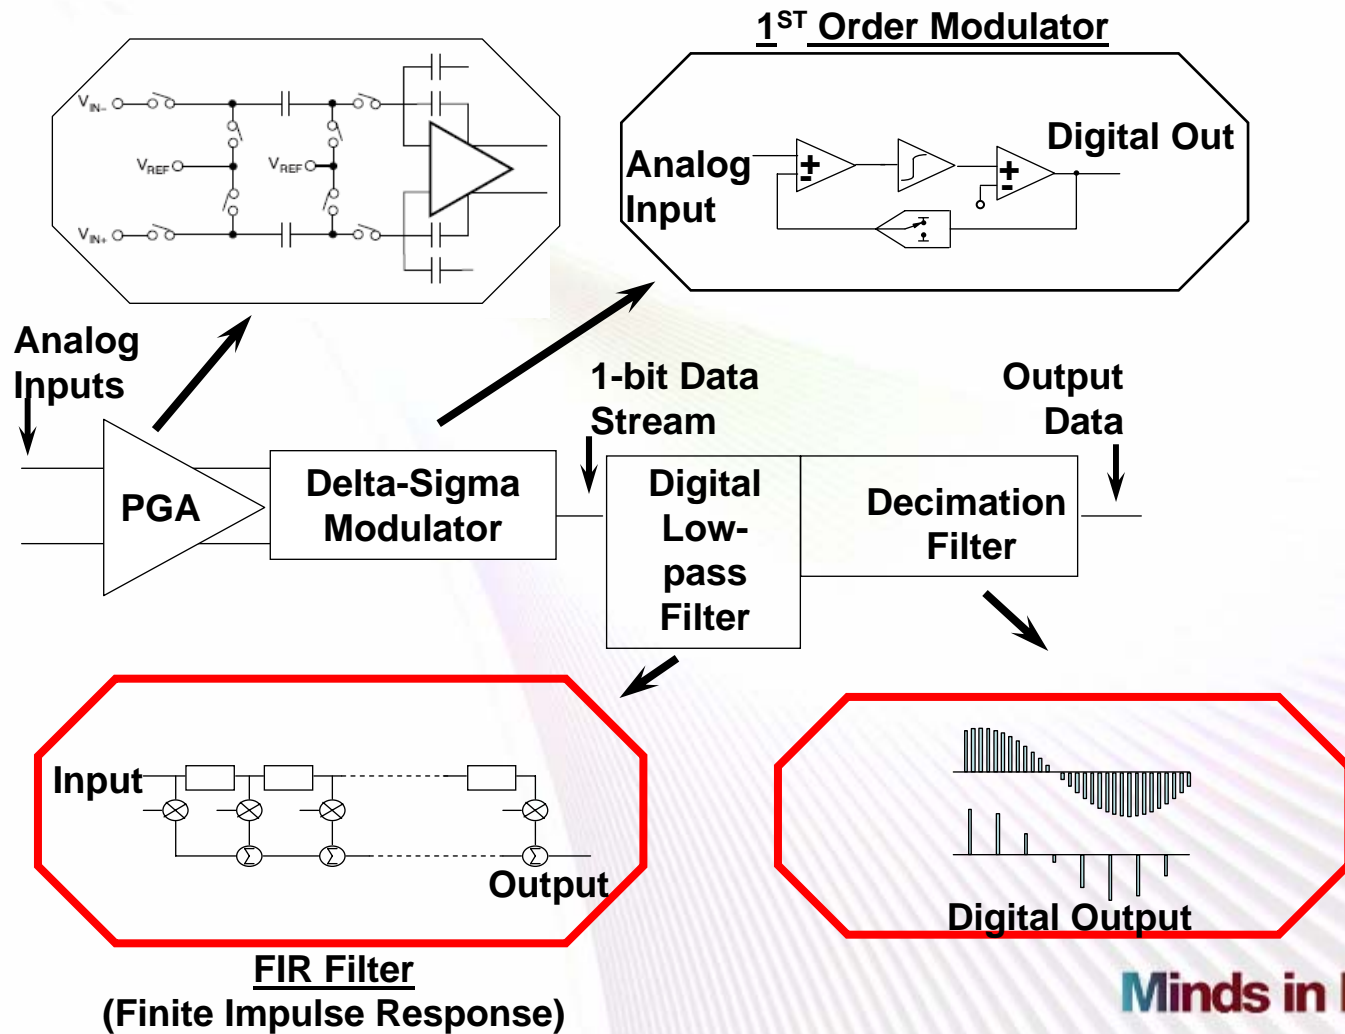 1ST Order Modulator
VIN–
VREF
VREF
VIN+
Analog
Input
+
-
+
-
Digital Out
Analog
Inputs
1-bit Data
Stream
Output
Data
PGA
Delta-Sigma
Modulator
Digital
Low-
pass
Filter
Decimation
Filter
Input
Σ
Σ
Σ
Output
Digital Output
FIR Filter
(Finite Impulse Response)
Minds in